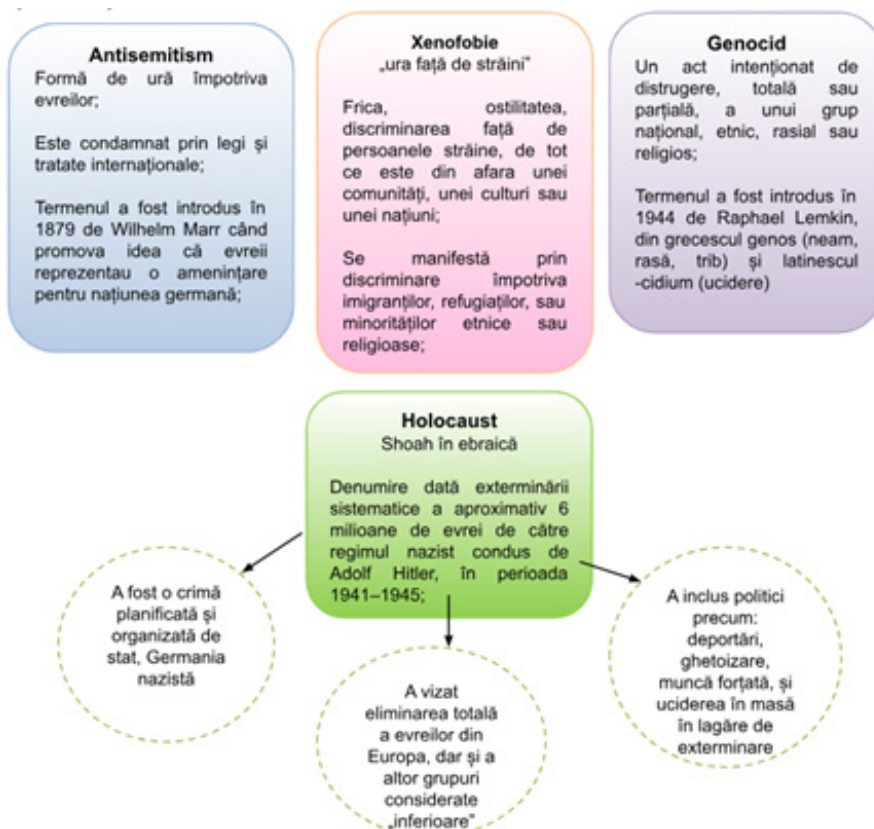 Antisemitism
Formă de ură împotriva
evreilor;
Este condamnat prin legi și
tratate internaționale;
Termenul a fost introdus în
1879 de Wilhelm Marr când
promova ideea că evreii
reprezentau o amenințare
pentru națiunea germană;
Xenofobie
„ura față de străini”
Frica, ostilitatea,
discriminarea față de
persoanele străine, de tot
ce este din afara unei
comunități, unei culturi sau
unei națiuni;
Se manifestă prin
discriminare împotriva
imigranților, refugiaților, sau
minorităților etnice sau
religioase;
Genocid
Un act intenționat de
distrugere, totală sau
parțială, a unui grup
național, etnic, rasial sau
religios;
Termenul a fost introdus în
1944 de Raphael Lemkin,
din grecescul genos (neam,
rasă, trib) și latinescul
-cidium (ucidere)
Holocaust
Shoah în ebraică
Denumire dată exterminării
sistematice a aproximativ 6
milioane de evrei de către
regimul nazist condus de
Adolf Hitler, în perioada
1941–1945;
A fost o crimă
planificată și
organizată de
stat, Germania
nazistă
A vizat
eliminarea totală
a evreilor din
Europa, dar și a
altor grupuri
considerate
„inferioare”
A inclus politici
precum:
deportări,
ghetoizare,
muncă forțată, și
uciderea în masă
în lagăre de
exterminare